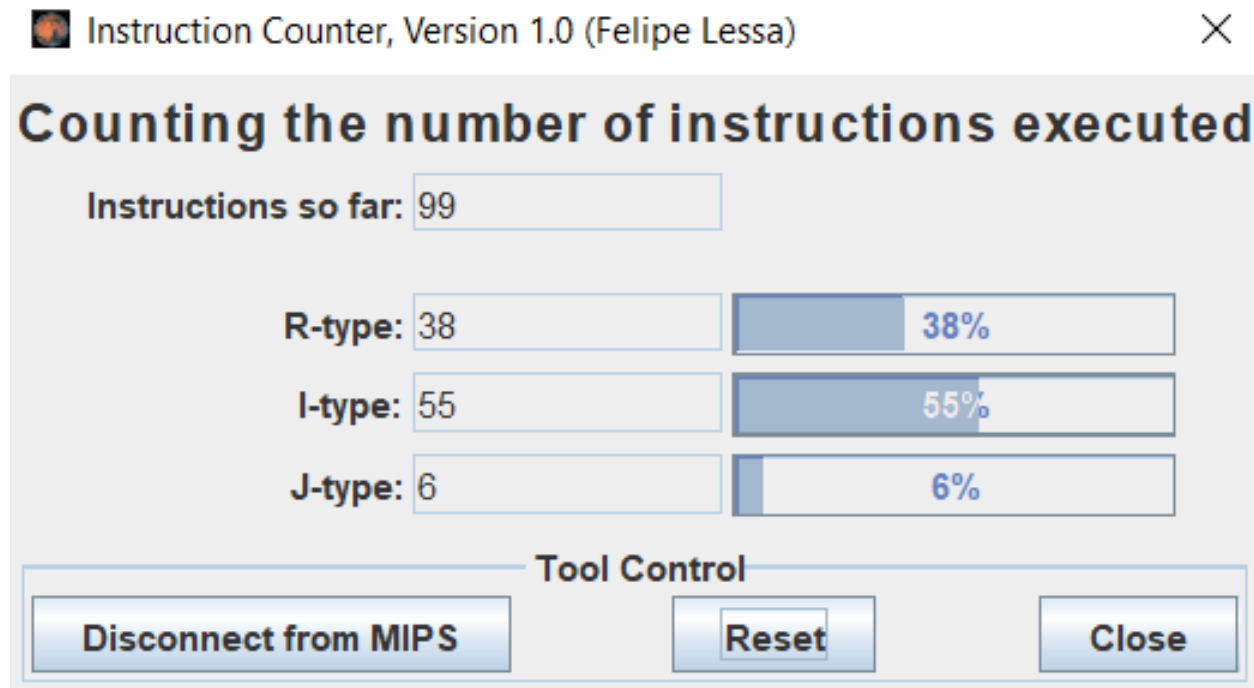 Instruction Counter, Version 1.0 (Felipe Lessa)
Counting the number of instructions executed
Instructions so far: 99
R-type: 38 38%
I-type: 55 55%
J-type: 6 6%
Tool Control
Disconnect from MIPS Reset Close